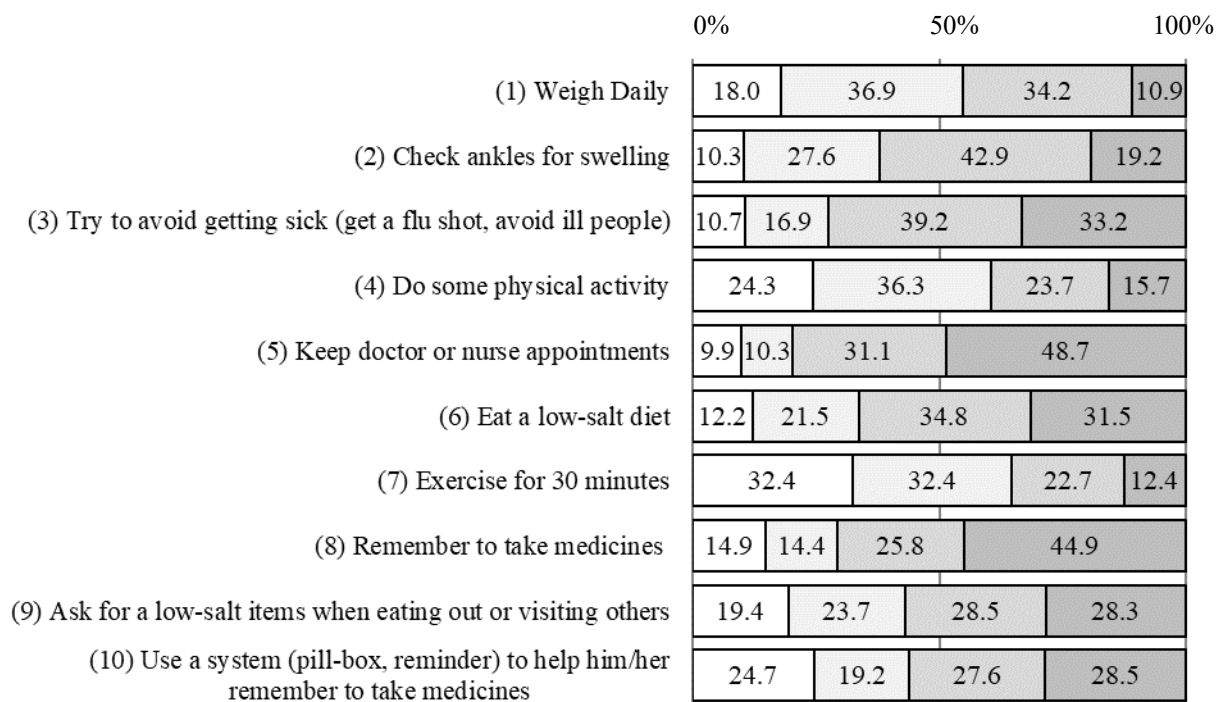 0% 50% 100%
(1) Weigh Daily 18.0 36.9 34.2 10.9
(2) Check ankles for swelling 10.3 27.6 42.9 19.2
(3) Try to avoid getting sick (get a flu shot, avoid ill people) 10.7 16.9 39.2 33.2
(4) Do some physical activity 24.3 36.3 23.7 15.7
(5) Keep doctor or nurse appointments 9.9 10.3 31.1 48.7
(6) Eat a low-salt diet 12.2 21.5 34.8 31.5
(7) Exercise for 30 minutes 32.4 32.4 22.7 12.4
(8) Remember to take medicines 14.9 14.4 25.8 44.9
(9) Ask for a low-salt items when eating out or visiting others 19.4 23.7 28.5 28.3
(10) Use a system (pill-box, reminder) to help him/her
remember to take medicines 24.7 19.2 27.6 28.5